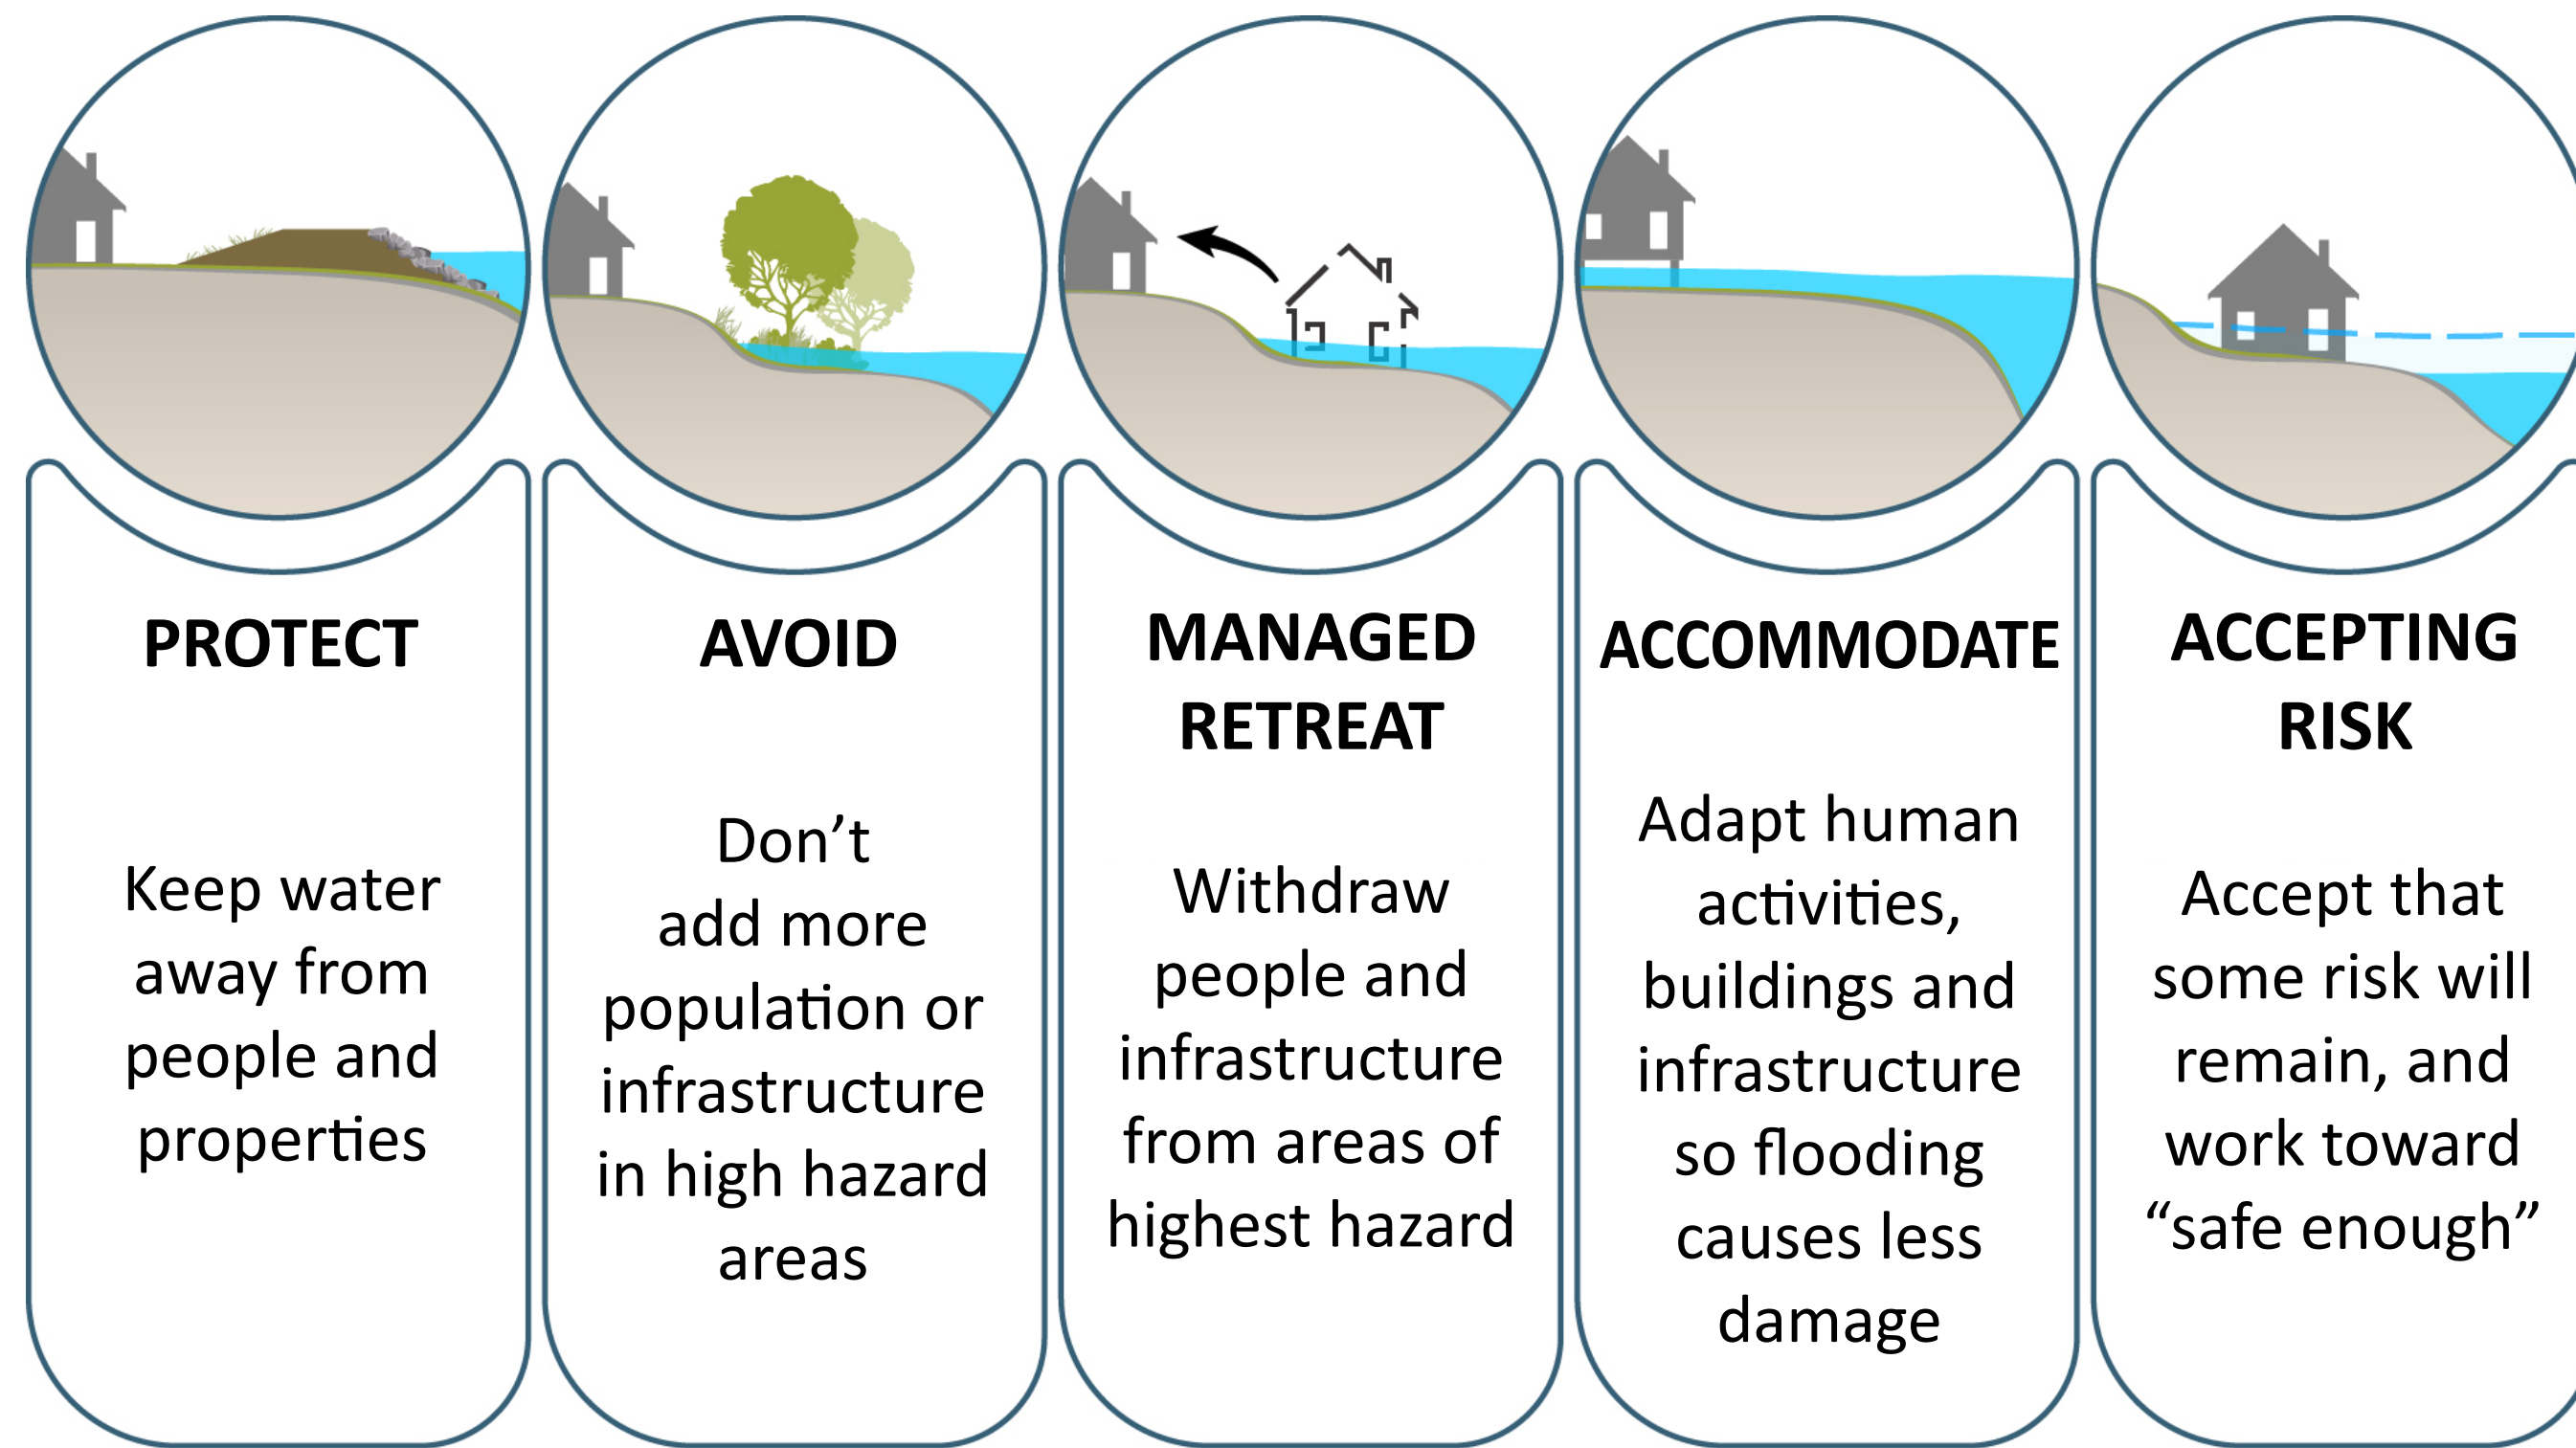 PROTECT
Keep water
away from
people and
properties
AVOID
Don’t
add more
population or
infrastructure
in high hazard
areas
MANAGED
RETREAT
Withdraw
people and
infrastructure
from areas of
highest hazard
ACCOMMODATE
Adapt human
activities,
buildings and
infrastructure
so flooding
causes less
damage
ACCEPTING
RISK
Accept that
some risk will
remain, and
work toward
“safe enough”